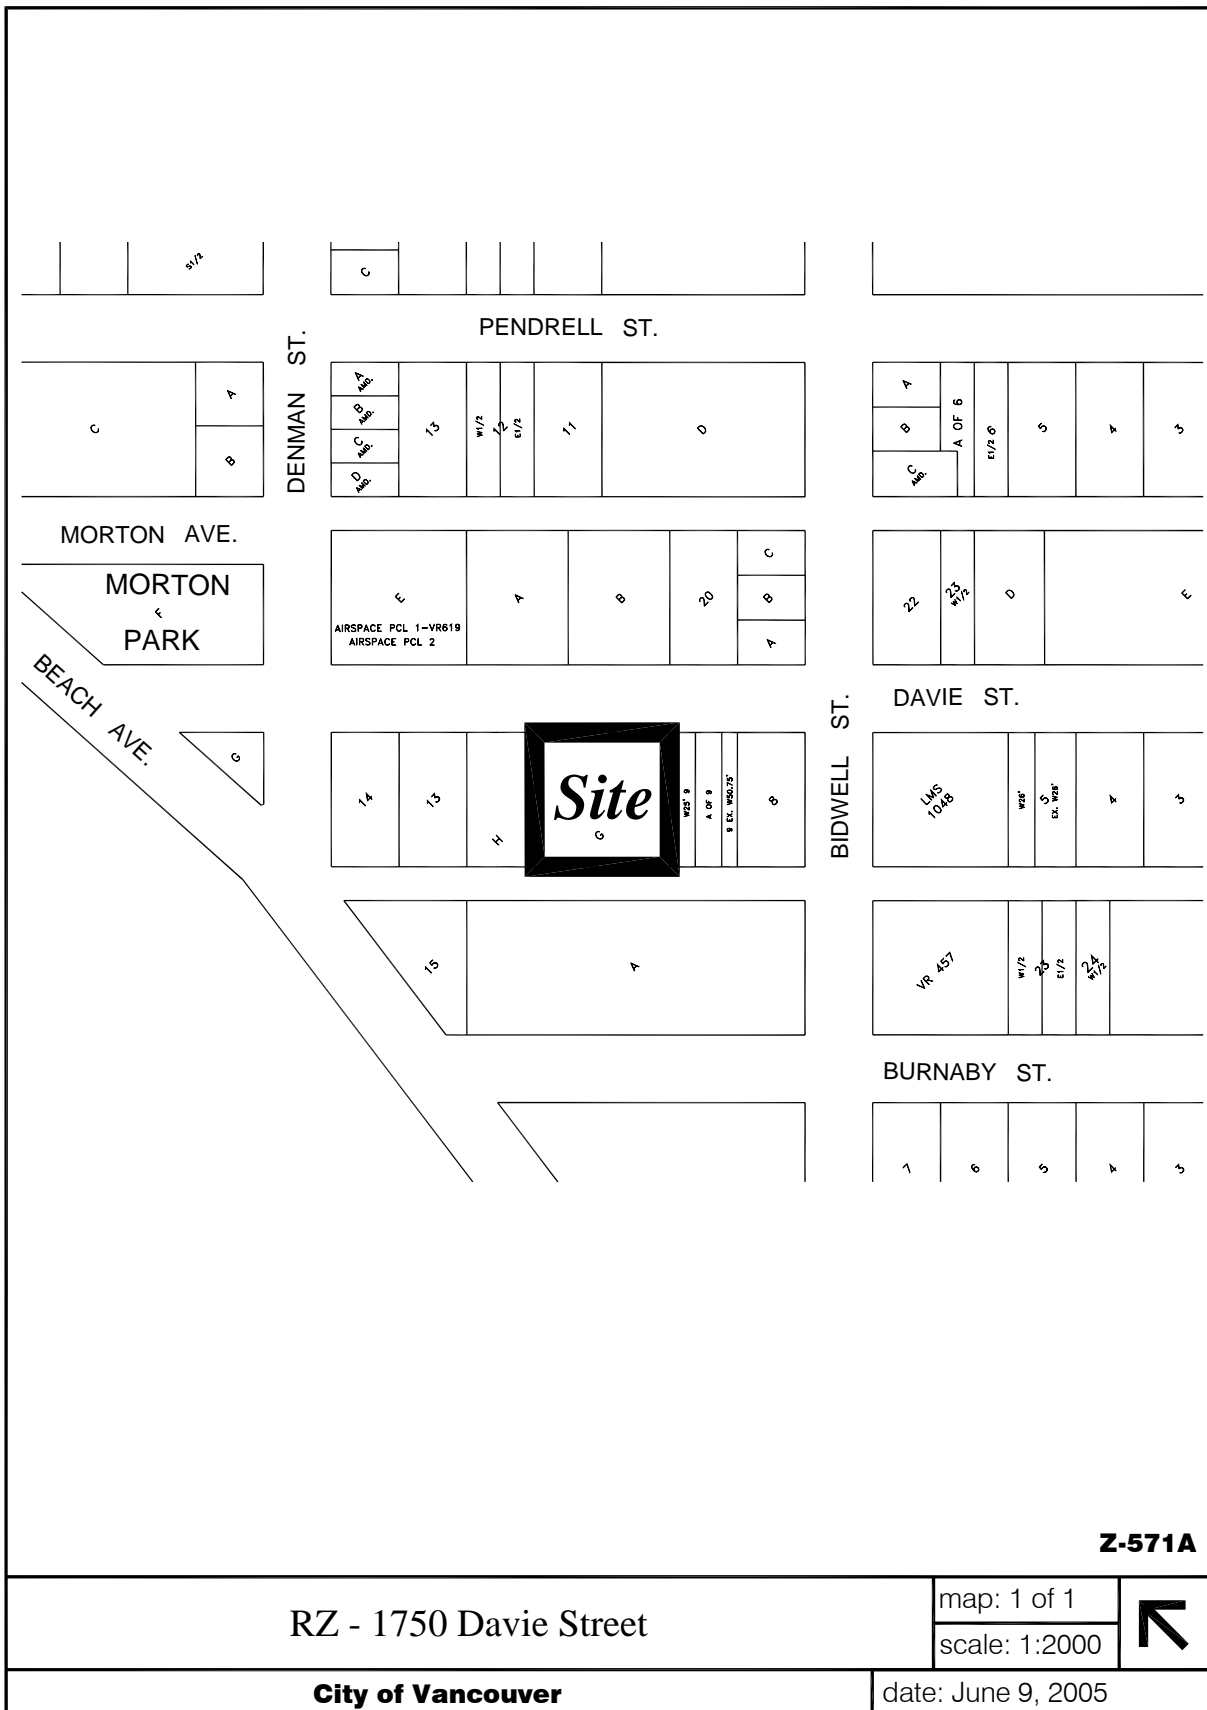 S1/2
C
PENDRELL ST.
DENMAN ST.
C
A
B
A AMD.
B AMD.
C AMD.
D AMD.
13
W1/2
12
E1/2
11
D
A
B
C AMD.
A OF 6
E1/2 6
5
4
3
MORTON AVE.
MORTON
F
PARK
E
AIRSPACE PCL 1-VR619
AIRSPACE PCL 2
A
B
20
C
B
A
22
23
W1/2
D
E
BEACH AVE.
DAVIE ST.
BIDWELL ST.
G
14
13
H
Site
G
W25' 9
A OF 9
9 EX. W50.75'
8
LMS
1048
W26'
5
EX. W26'
4
3
15
A
VR 457
W1/2
23
E1/2
24
W1/2
BURNABY ST.
7
6
5
4
3
Z-571A
RZ - 1750 Davie Street
map: 1 of 1
scale: 1:2000
City of Vancouver
date: June 9, 2005